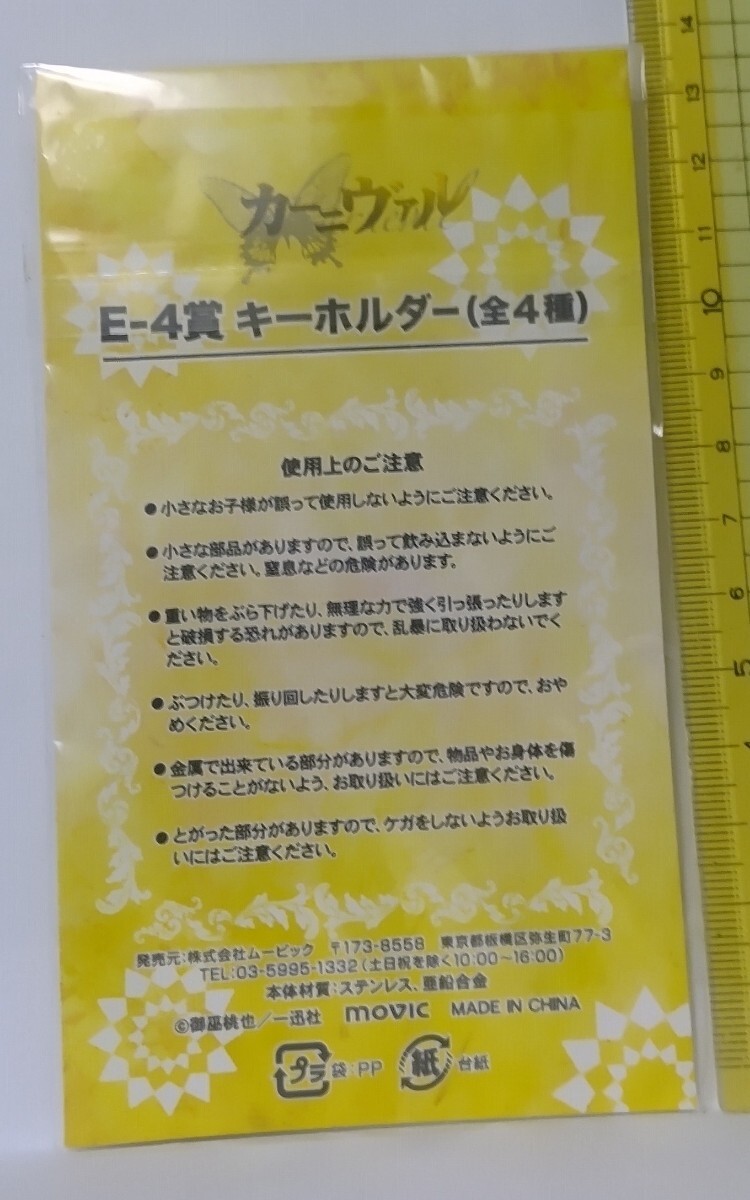 カーニヴァル
E-4賞 キーホルダー(全4種)
使用上のご注意
●小さなお子様が誤って使用しないようにご注意ください。
●小さな部品がありますので、誤って飲み込まないようにご
注意ください。窒息などの危険があります。
●重い物をぶら下げたり、無理な力で強く引っ張ったりします
と破損する恐れがありますので、乱暴に取り扱わないでく
ださい。
●ぶつけたり、振り回したりしますと大変危険ですので、おや
めください。
●金属で出来ている部分がありますので、物品やお身体を傷
つけることがないよう、お取り扱いにはご注意ください。
●とがった部分がありますので、ケガをしないようお取り扱
いにはご注意ください。
発売元:株式会社ムービック 〒173-8558 東京都板橋区弥生町77-3
TEL:03-5995-1332(土日祝を除く10:00~16:00)
本体材質:ステンレス、亜鉛合金
©御巫桃也/一迅社 movic MADE IN CHINA
プラ 袋:PP 紙 台紙
14
13
12
11
10
9
8
7
6
5
4